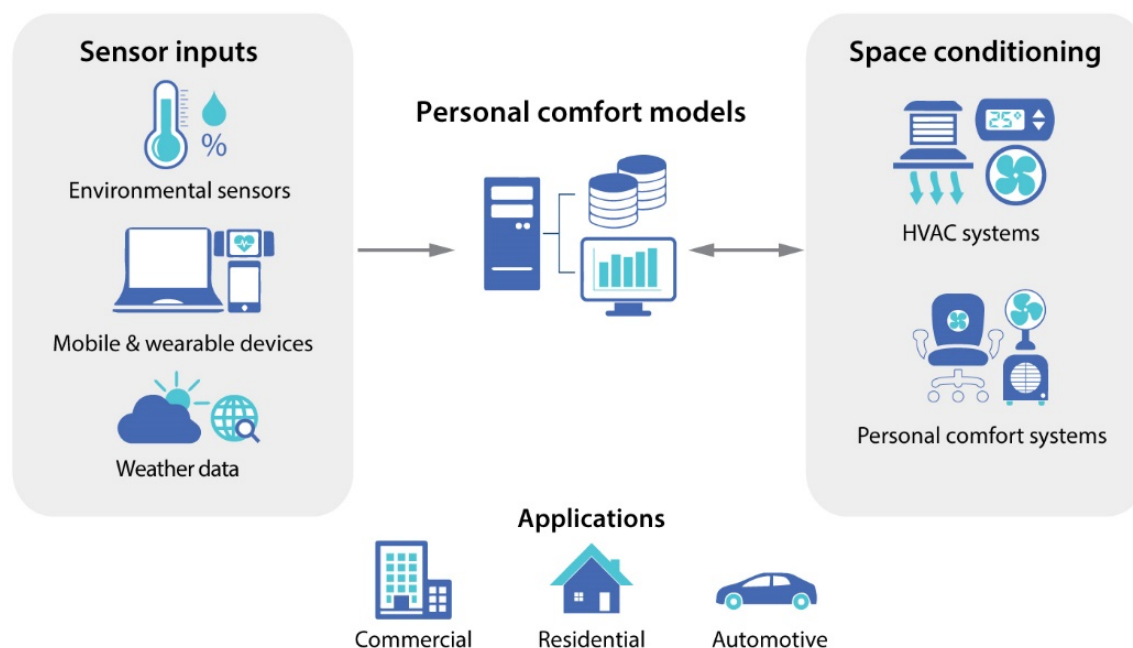 Sensor inputs
%
Environmental sensors
Mobile & wearable devices
Weather data
Personal comfort models
Space conditioning
25°
HVAC systems
Personal comfort systems
Applications
Commercial
Residential
Automotive